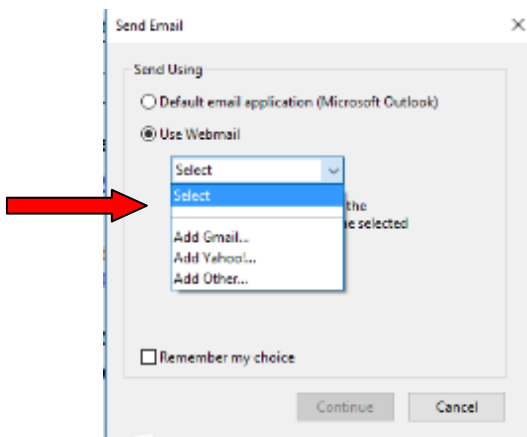 Send Email
Send Using
Default email application (Microsoft Outlook)
Use Webmail
Select
Select
the
e selected
Add Gmail...
Add Yahoo!...
Add Other...
Remember my choice
Continue
Cancel